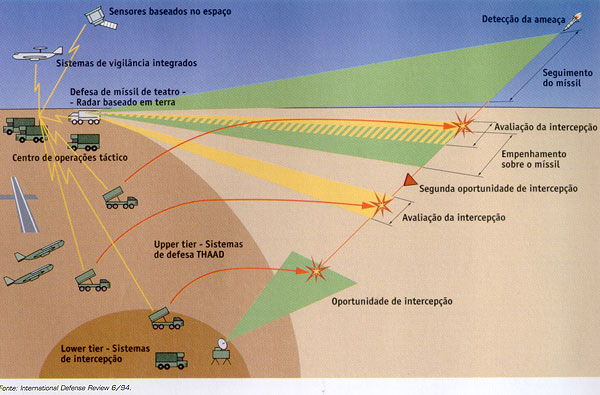 Sensores baseados no espaço
Detecção da ameaça
Sistemas de vigilância integrados
Seguimento
do míssil
Defesa de míssil de teatro -
- Radar baseado em terra
Avaliação da intercepção
Centro de operações táctico
Empenhamento
sobre o míssil
Segunda oportunidade de intercepção
Avaliação da intercepção
Upper tier - Sistemas
de defesa THAAD
Oportunidade de intercepção
Lower tier - Sistemas
de intercepção
Fonte: International Defense Review 6/94.